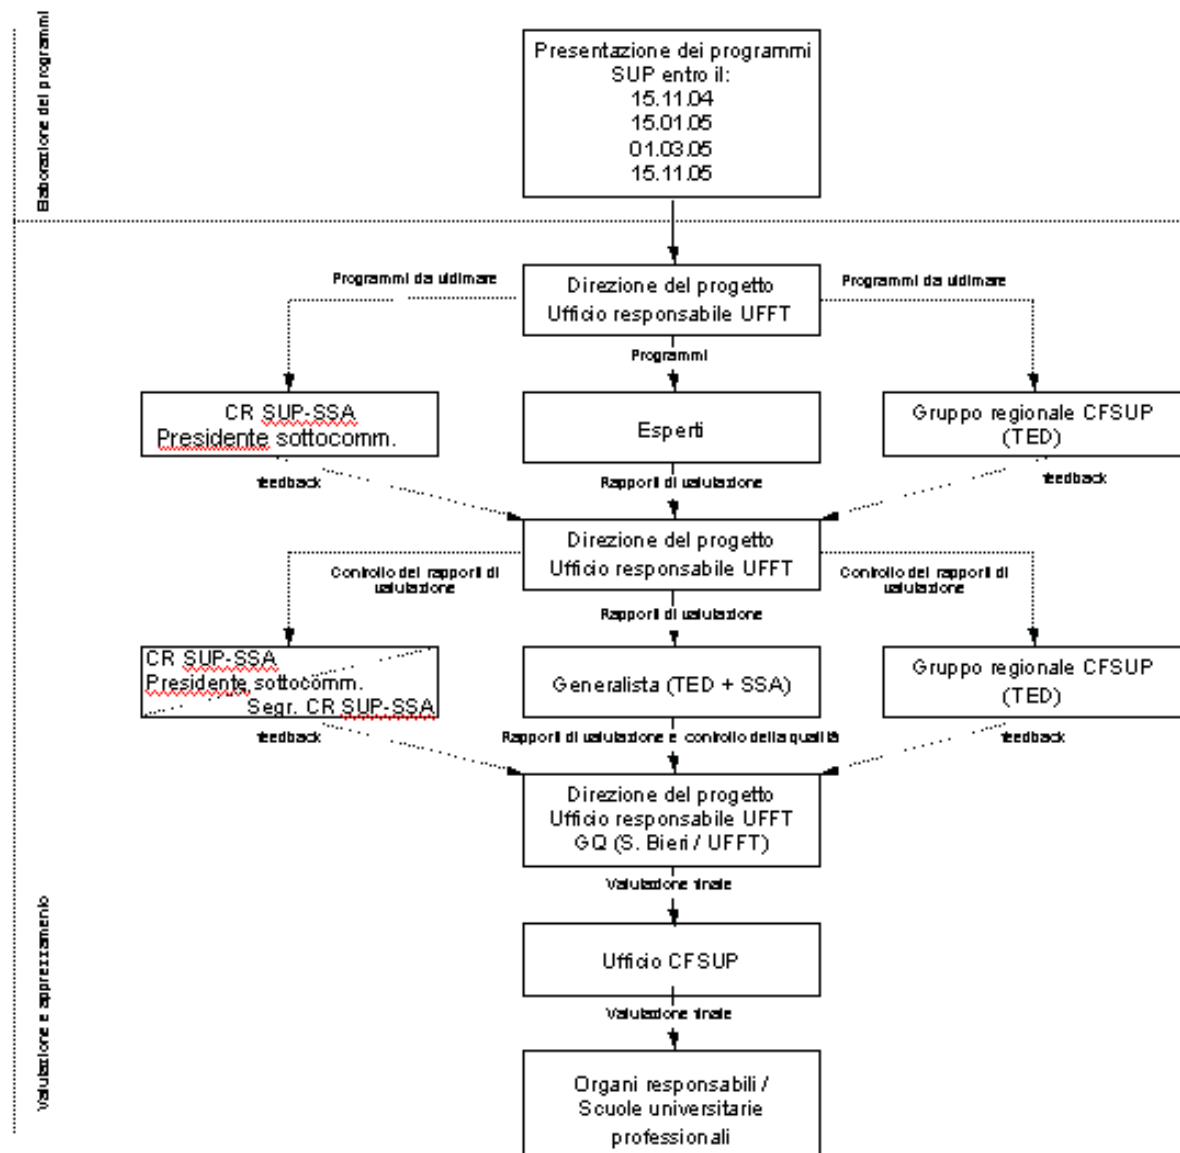 Elaborazione dei programmi
Presentazione dei programmi
SUP entro il:
15.11.04
15.01.05
01.03.05
15.11.05
Programmi da vidimare
Direzione del progetto
Ufficio responsabile UFFT
Programmi da vidimare
Programmi
CR SUP-SSA
Presidente sottocomm.
Esperti
Gruppo regionale CFSUP
(TED)
feedback
Rapporti di valutazione
feedback
Direzione del progetto
Ufficio responsabile UFFT
Controllo dei rapporti di
valutazione
Controllo dei rapporti di
valutazione
Rapporti di valutazione
CR SUP-SSA
Presidente sottocomm.
Segr. CR SUP-SSA
Generalista (TED + SSA)
Gruppo regionale CFSUP
(TED)
feedback
Rapporti di valutazione e controllo della qualità
feedback
Direzione del progetto
Ufficio responsabile UFFT
GQ (S. Bieri / UFFT)
Valutazione finale
Ufficio CFSUP
Valutazione finale
Organi responsabili /
Scuole universitarie
professionali
Valutazione e apprezzamento